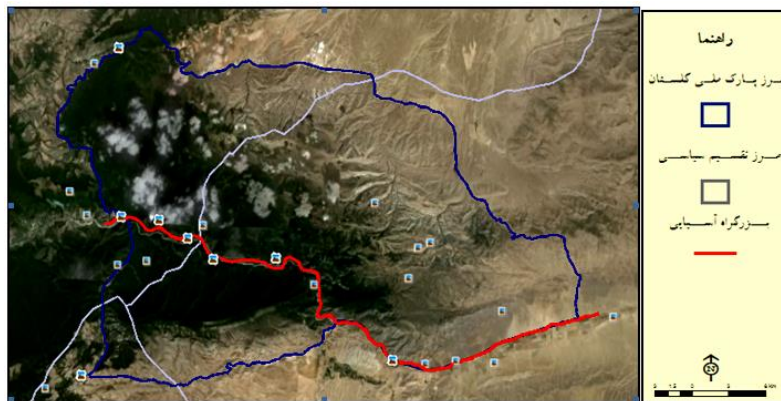 راهنما
مرز پارک ملی گلستان
مرز تقسیم سیاسی
بزرگراه آسیایی